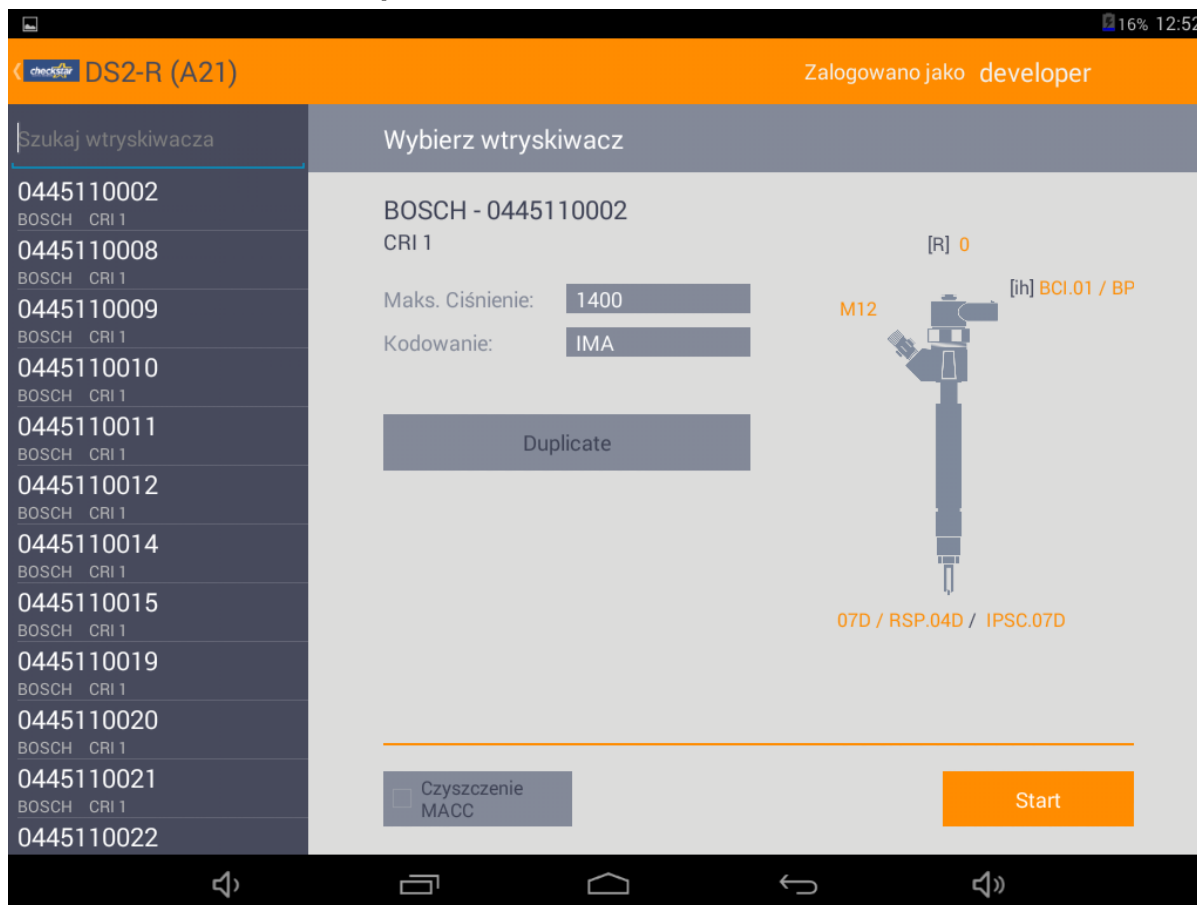 16% 12:52
checkstar DS2-R (A21)
Zalogowano jako developer
Szukaj wtryskiwacza
0445110002
BOSCH CRI 1
0445110008
BOSCH CRI 1
0445110009
BOSCH CRI 1
0445110010
BOSCH CRI 1
0445110011
BOSCH CRI 1
0445110012
BOSCH CRI 1
0445110014
BOSCH CRI 1
0445110015
BOSCH CRI 1
0445110019
BOSCH CRI 1
0445110020
BOSCH CRI 1
0445110021
BOSCH CRI 1
0445110022
Wybierz wtryskiwacz
BOSCH - 0445110002
CRI 1
Maks. Ciśnienie: 1400
Kodowanie: IMA
Duplicate
[R] 0
[ih] BCI.01 / BP
M12
07D / RSP.04D / IPSC.07D
Czyszczenie
MACC
Start